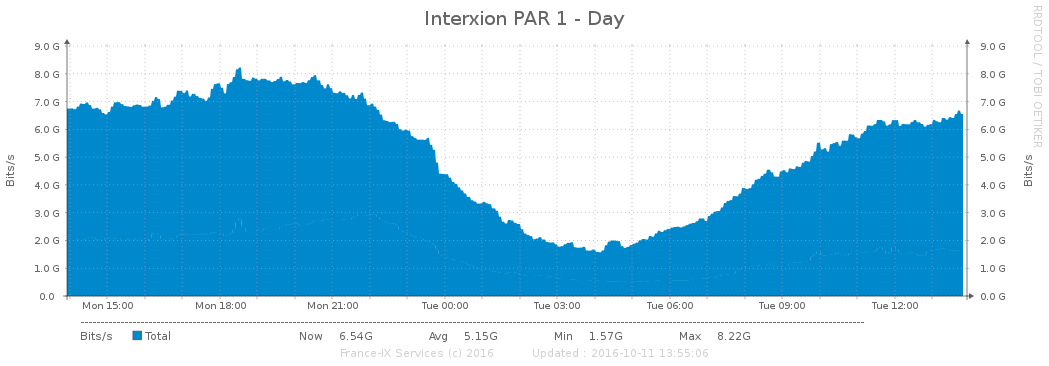 Interxion PAR 1 - Day
RRDTOOL / TOBI OETIKER
Bits/s
9.0 G 9.0 G
8.0 G 8.0 G
7.0 G 7.0 G
6.0 G 6.0 G
5.0 G 5.0 G
4.0 G 4.0 G
3.0 G 3.0 G
2.0 G 2.0 G
1.0 G 1.0 G
0.0 0.0 G
Bits/s
Mon 15:00 Mon 18:00 Mon 21:00 Tue 00:00 Tue 03:00 Tue 06:00 Tue 09:00 Tue 12:00
Bits/s Total Now 6.54G Avg 5.15G Min 1.57G Max 8.22G
France-IX Services (c) 2016 Updated : 2016-10-11 13:55:06